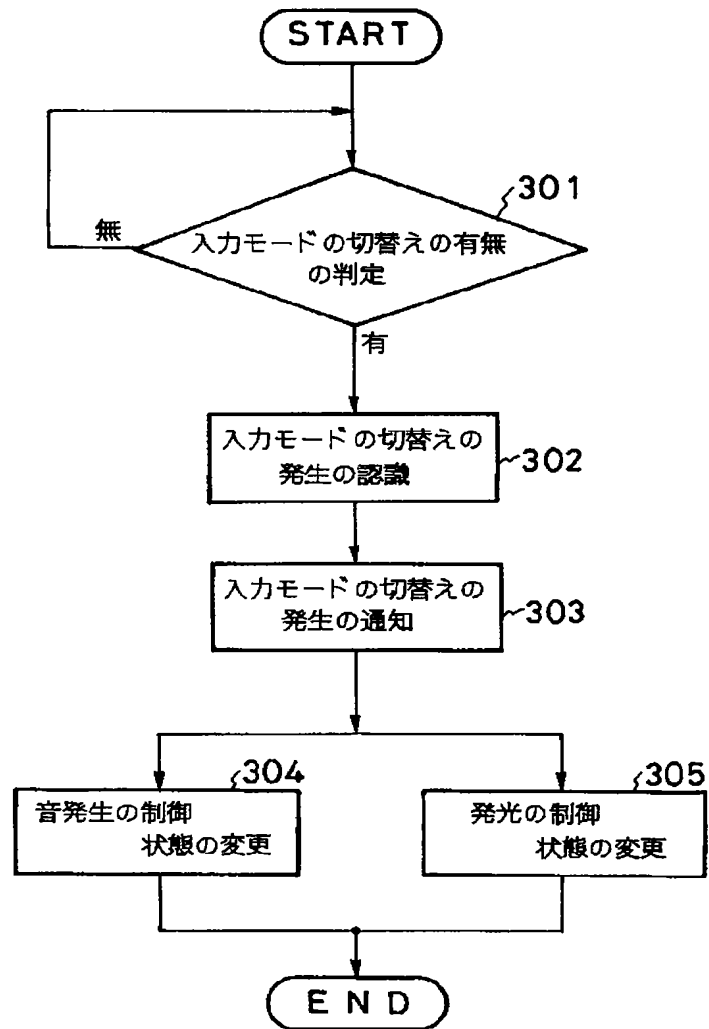 START
301
入力モードの切替えの有無
の判定
無
有
入力モードの切替えの
発生の認識
302
入力モードの切替えの
発生の通知
303
304
音発生の制御
状態の変更
305
発光の制御
状態の変更
END